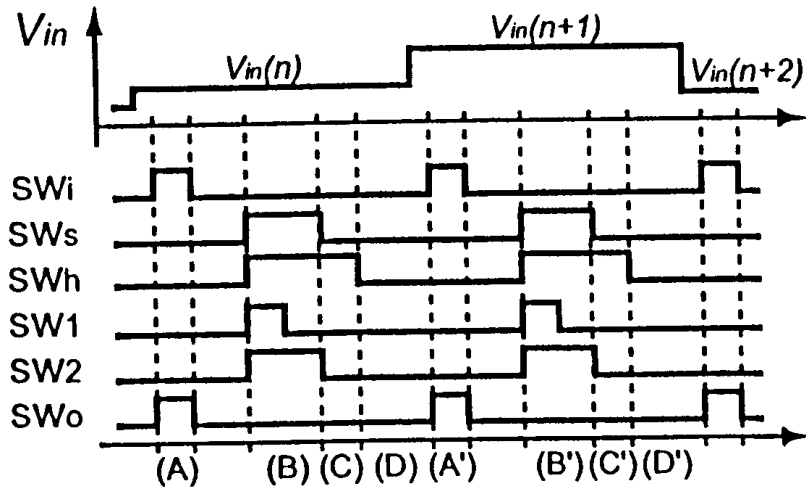 Vin
Vin(n)
Vin(n+1)
Vin(n+2)
SWi
SWs
SWh
SW1
SW2
SWo
(A) (B) (C) (D) (A') (B') (C') (D')